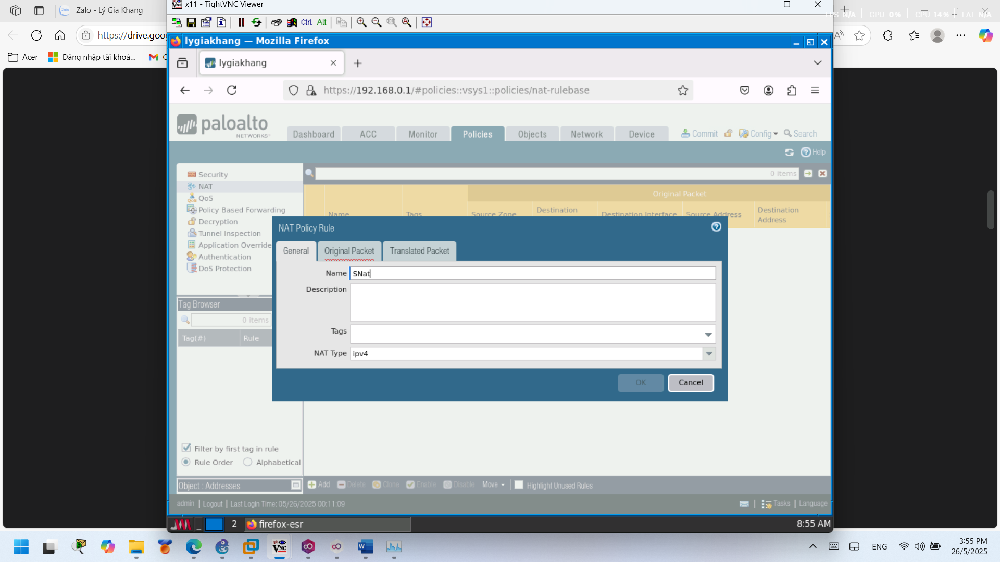 Zalo - Lý Gia Khang
x11 - TightVNC Viewer
FPS N/A GPU 0% CPU 14% LAT N/A
https://drive.goo
Ctrl Alt
Acer
Đăng nhập tài khoả...
G
lygiakhang — Mozilla Firefox
lygiakhang
https://192.168.0.1/#policies::vsys1::policies/nat-rulebase
paloalto
NETWORKS
Dashboard ACC Monitor Policies Objects Network Device
Commit Config Search
Help
Security
NAT
QoS
Policy Based Forwarding
Decryption
Tunnel Inspection
Application Override
Authentication
DoS Protection
0 items
Original Packet
Name Tags Source Zone Destination Destination Interface Source Address Destination Address
NAT Policy Rule
General Original Packet Translated Packet
Name SNat
Description
Tags
NAT Type ipv4
OK Cancel
Tag Browser
0 items
Tag(#) Rule
Filter by first tag in rule
Rule Order Alphabetical
Object : Addresses
Add Delete Clone Enable Disable Move Highlight Unused Rules
admin | Logout | Last Login Time: 05/26/2025 00:11:09
Tasks | Language
2 firefox-esr
8:55 AM
ENG
3:55 PM
26/5/2025